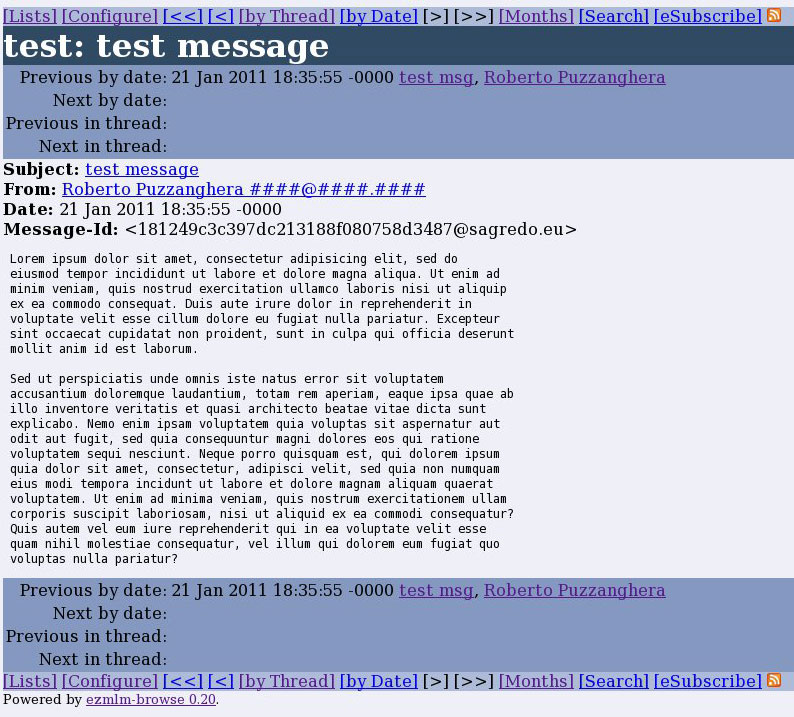 [Lists] [Configure] [<<] [<] [by Thread] [by Date] [>] [>>] [Months] [Search] [eSubscribe]
test: test message
Previous by date: 21 Jan 2011 18:35:55 -0000 test msg, Roberto Puzzanghera
Next by date:
Previous in thread:
Next in thread:
Subject: test message
From: Roberto Puzzanghera ####@####.####
Date: 21 Jan 2011 18:35:55 -0000
Message-Id: <181249c3c397dc213188f080758d3487@sagredo.eu>
Lorem ipsum dolor sit amet, consectetur adipisicing elit, sed do
eiusmod tempor incididunt ut labore et dolore magna aliqua. Ut enim ad
minim veniam, quis nostrud exercitation ullamco laboris nisi ut aliquip
ex ea commodo consequat. Duis aute irure dolor in reprehenderit in
voluptate velit esse cillum dolore eu fugiat nulla pariatur. Excepteur
sint occaecat cupidatat non proident, sunt in culpa qui officia deserunt
mollit anim id est laborum.
Sed ut perspiciatis unde omnis iste natus error sit voluptatem
accusantium doloremque laudantium, totam rem aperiam, eaque ipsa quae ab
illo inventore veritatis et quasi architecto beatae vitae dicta sunt
explicabo. Nemo enim ipsam voluptatem quia voluptas sit aspernatur aut
odit aut fugit, sed quia consequuntur magni dolores eos qui ratione
voluptatem sequi nesciunt. Neque porro quisquam est, qui dolorem ipsum
quia dolor sit amet, consectetur, adipisci velit, sed quia non numquam
eius modi tempora incidunt ut labore et dolore magnam aliquam quaerat
voluptatem. Ut enim ad minima veniam, quis nostrum exercitationem ullam
corporis suscipit laboriosam, nisi ut aliquid ex ea commodi consequatur?
Quis autem vel eum iure reprehenderit qui in ea voluptate velit esse
quam nihil molestiae consequatur, vel illum qui dolorem eum fugiat quo
voluptas nulla pariatur?
Previous by date: 21 Jan 2011 18:35:55 -0000 test msg, Roberto Puzzanghera
Next by date:
Previous in thread:
Next in thread:
[Lists] [Configure] [<<] [<] [by Thread] [by Date] [>] [>>] [Months] [Search] [eSubscribe]
Powered by ezmlm-browse 0.20.